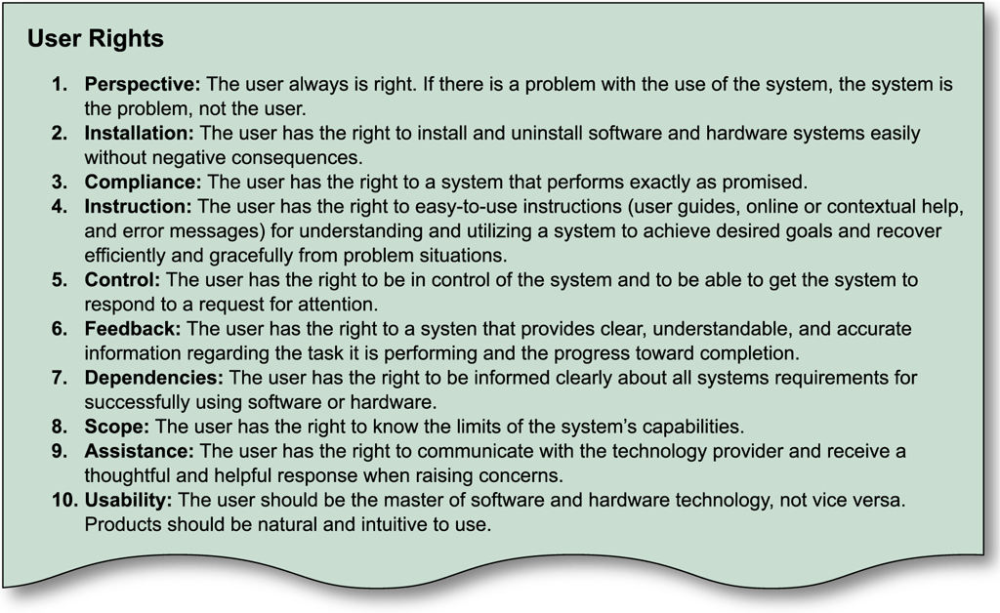 User Rights
1. Perspective: The user always is right. If there is a problem with the use of the system, the system is
the problem, not the user.
2. Installation: The user has the right to install and uninstall software and hardware systems easily
without negative consequences.
3. Compliance: The user has the right to a system that performs exactly as promised.
4. Instruction: The user has the right to easy-to-use instructions (user guides, online or contextual help,
and error messages) for understanding and utilizing a system to achieve desired goals and recover
efficiently and gracefully from problem situations.
5. Control: The user has the right to be in control of the system and to be able to get the system to
respond to a request for attention.
6. Feedback: The user has the right to a systen that provides clear, understandable, and accurate
information regarding the task it is performing and the progress toward completion.
7. Dependencies: The user has the right to be informed clearly about all systems requirements for
successfully using software or hardware.
8. Scope: The user has the right to know the limits of the system’s capabilities.
9. Assistance: The user has the right to communicate with the technology provider and receive a
thoughtful and helpful response when raising concerns.
10. Usability: The user should be the master of software and hardware technology, not vice versa.
Products should be natural and intuitive to use.